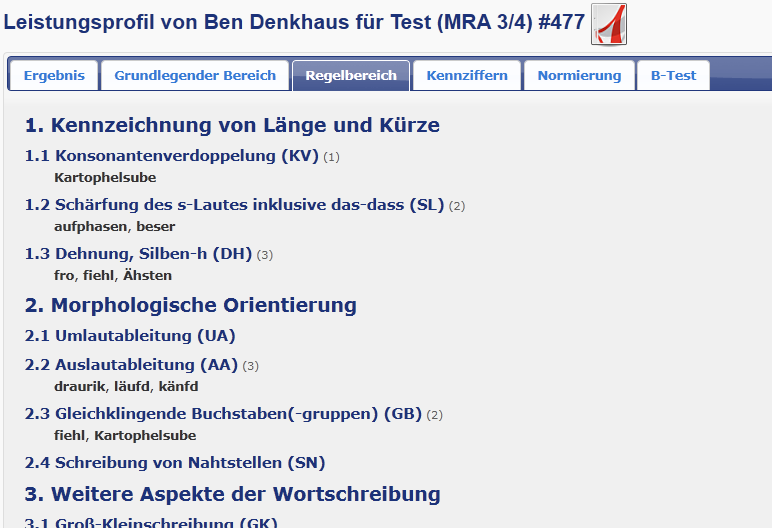 Leistungsprofil von Ben Denkhaus für Test (MRA 3/4) #477
Ergebnis Grundlegender Bereich Regelbereich Kennziffern Normierung B-Test
1. Kennzeichnung von Länge und Kürze
1.1 Konsonantenverdoppelung (KV) (1)
Kartophelsube
1.2 Schärfung des s-Lautes inklusive das-dass (SL) (2)
aufphasen, beser
1.3 Dehnung, Silben-h (DH) (3)
fro, fiehl, Ähsten
2. Morphologische Orientierung
2.1 Umlautableitung (UA)
2.2 Auslautableitung (AA) (3)
draurik, läufd, känfd
2.3 Gleichklingende Buchstaben(-gruppen) (GB) (2)
fiehl, Kartophelsube
2.4 Schreibung von Nahtstellen (SN)
3. Weitere Aspekte der Wortschreibung
3.1 Groß-Kleinschreibung (GK)